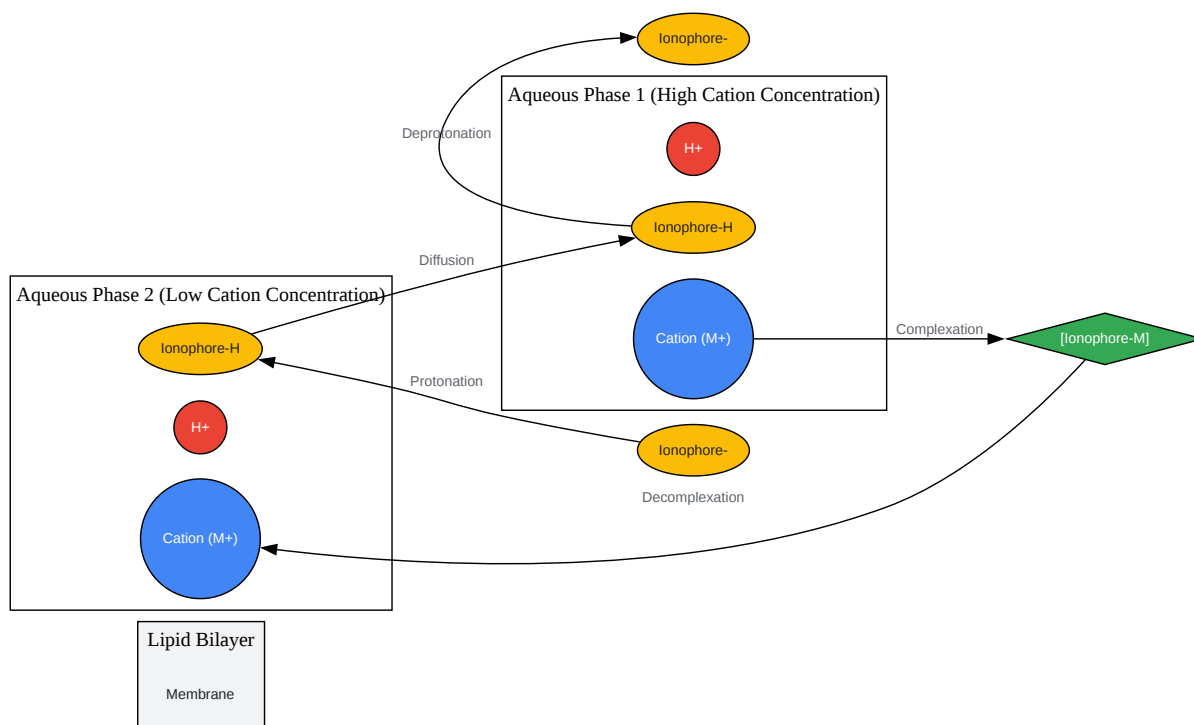 Ionophore-
Aqueous Phase 1 (High Cation Concentration)
Deprotonation
H+
Ionophore-H
Diffusion
Aqueous Phase 2 (Low Cation Concentration)
Ionophore-H
Cation (M+)
Complexation
[Ionophore-M]
Protonation
H+
Ionophore-
Decomplexation
Cation (M+)
Lipid Bilayer
Membrane